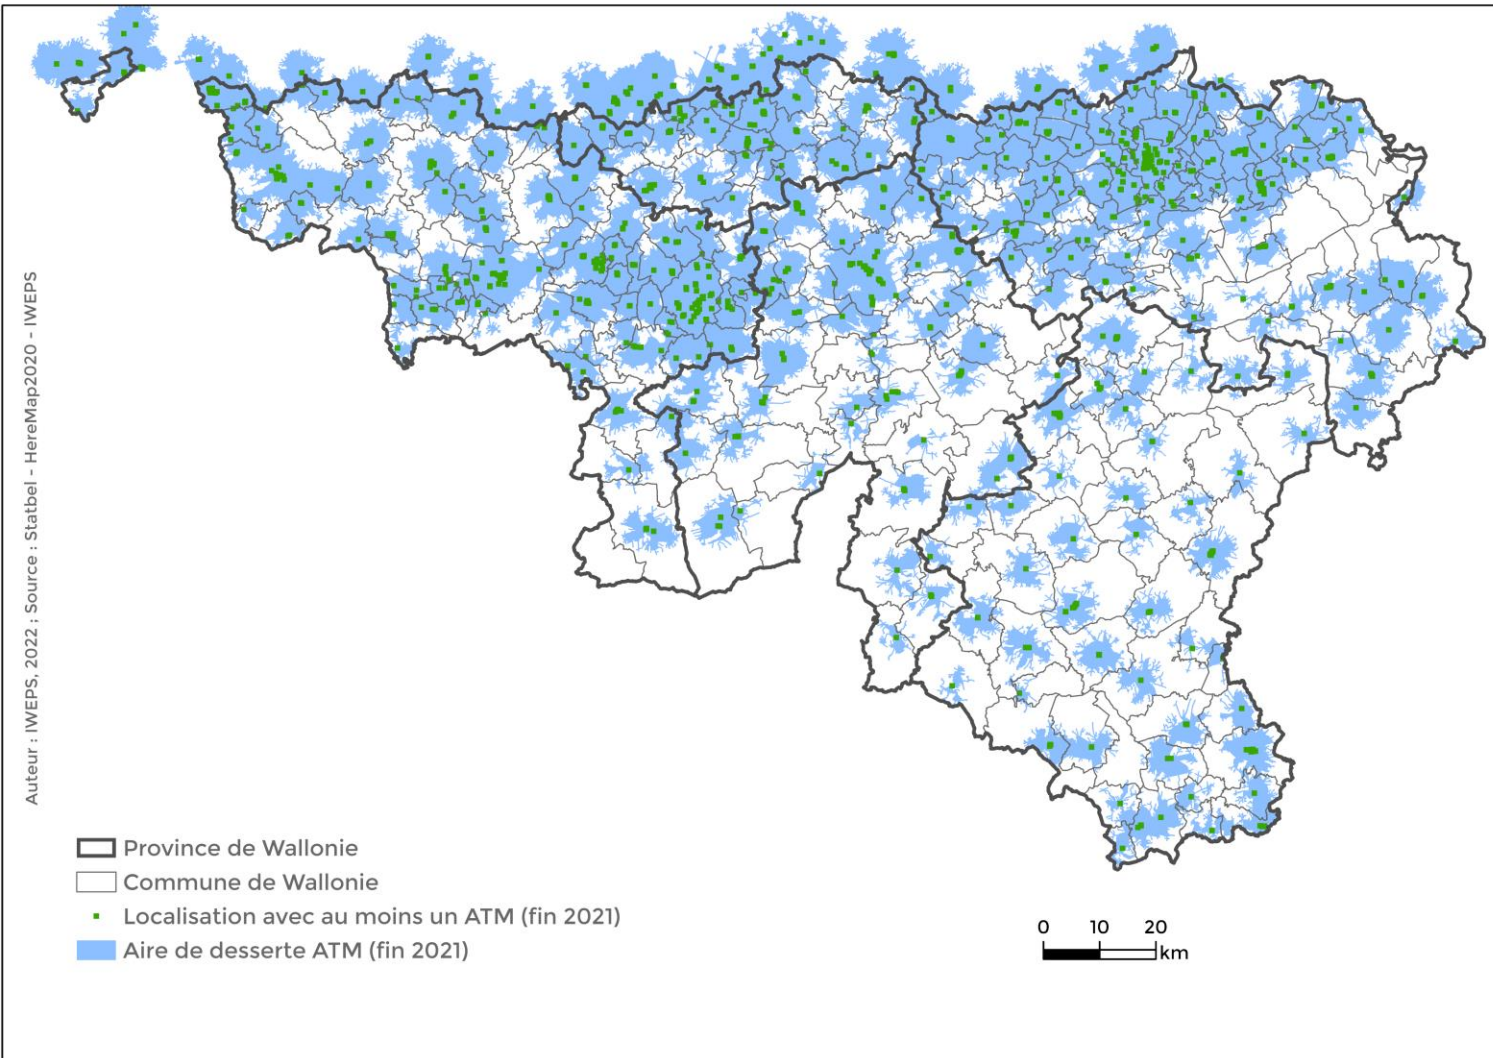 Auteur : IWEPS, 2022 ; Source : Statbel - HereMap2020 - IWEPS
Province de Wallonie
Commune de Wallonie
Localisation avec au moins un ATM (fin 2021)
Aire de desserte ATM (fin 2021)
0 10 20
km